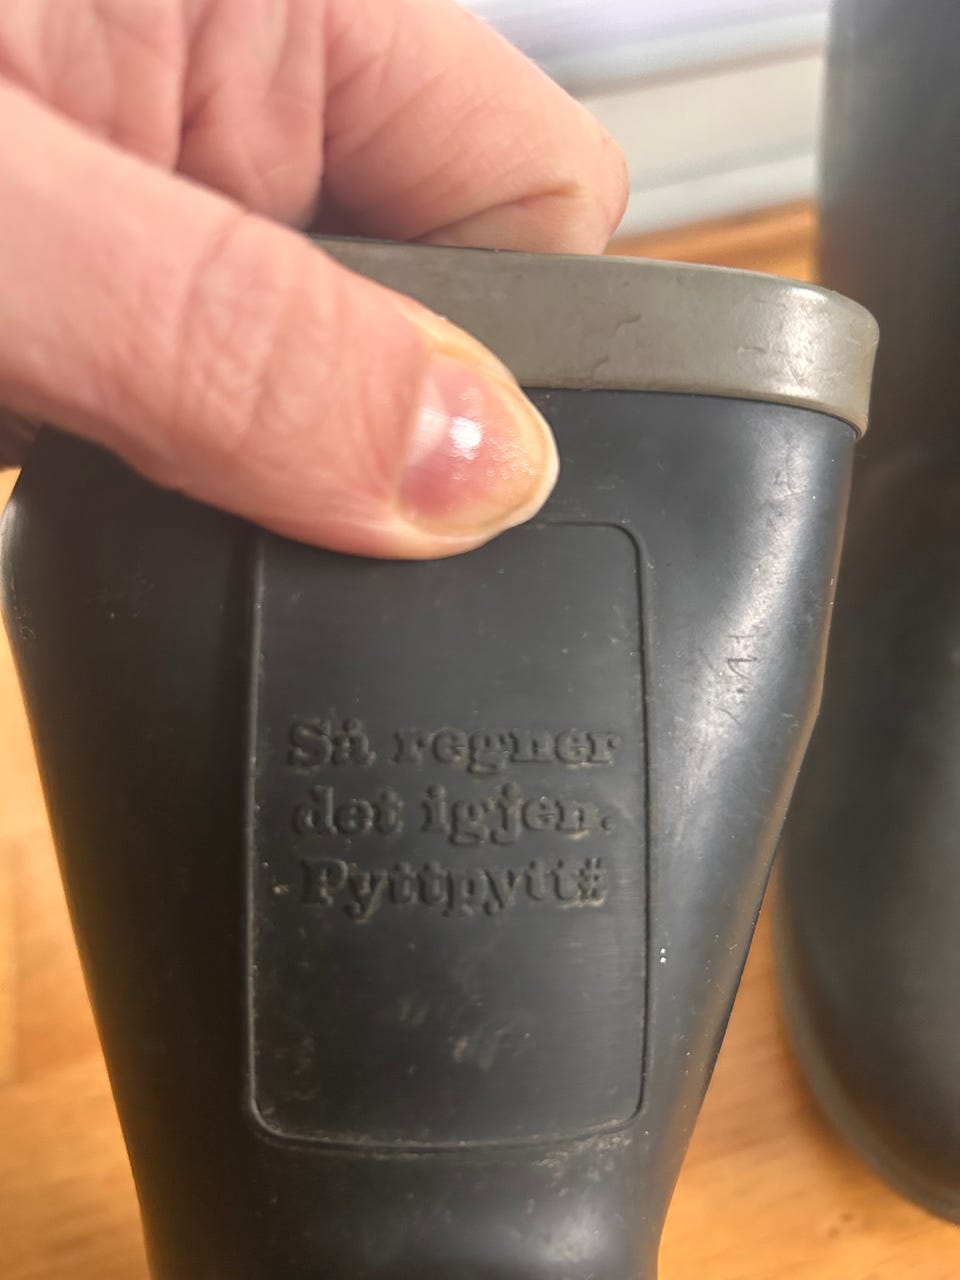 Så regner
det igjen.
Pyttpytt#